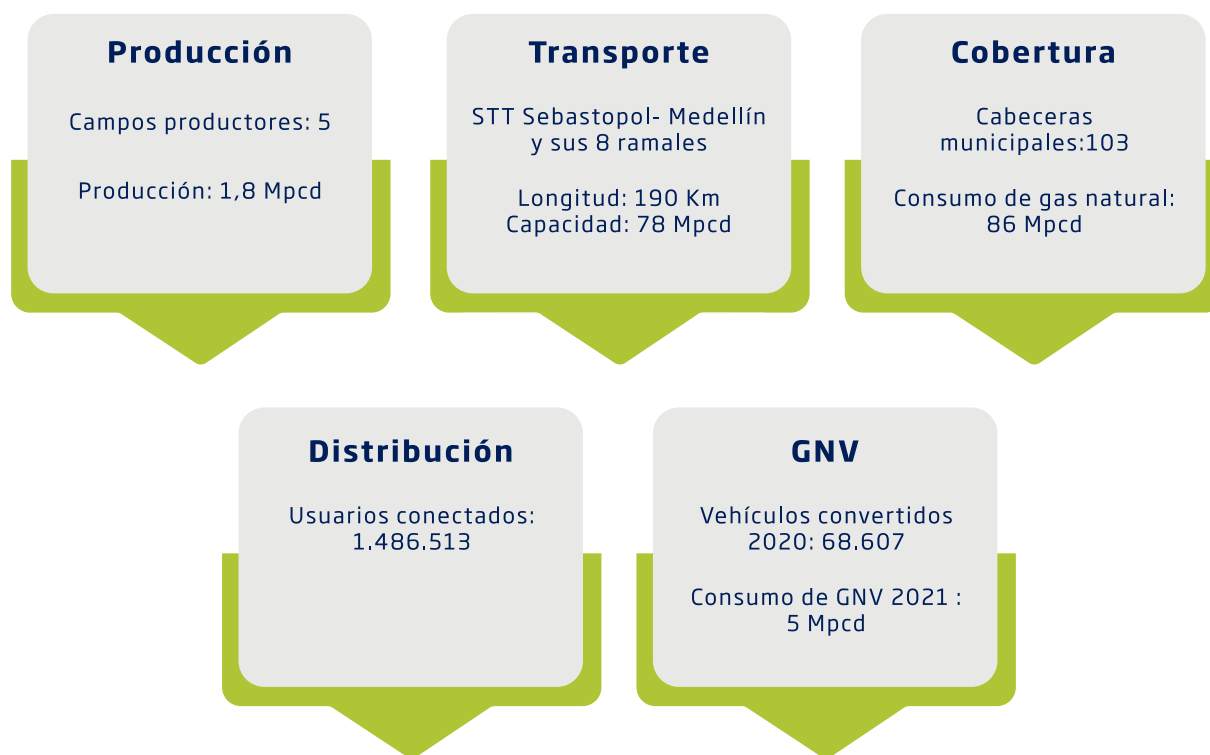 Producción
Campos productores: 5
Producción: 1,8 Mpcd
Transporte
STT Sebastopol- Medellín
y sus 8 ramales
Longitud: 190 Km
Capacidad: 78 Mpcd
Cobertura
Cabeceras
municipales:103
Consumo de gas natural:
86 Mpcd
Distribución
Usuarios conectados:
1.486.513
GNV
Vehículos convertidos
2020: 68.607
Consumo de GNV 2021 :
5 Mpcd